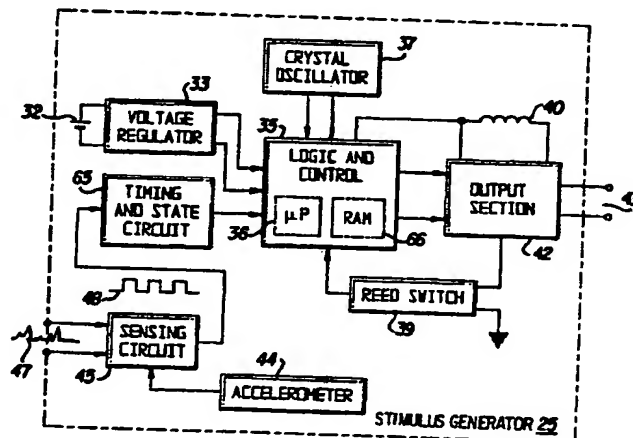 37
CRYSTAL
OSCILLATOR
33
32
VOLTAGE
REGULATOR
35
40
LOGIC AND
CONTROL
65
TIMING
AND STATE
CIRCUIT
OUTPUT
SECTION
µP
RAM
36
66
42
48
REED SWITCH
39
47
SENSING
CIRCUIT
45
44
ACCELEROMETER
STIMULUS GENERATOR 25